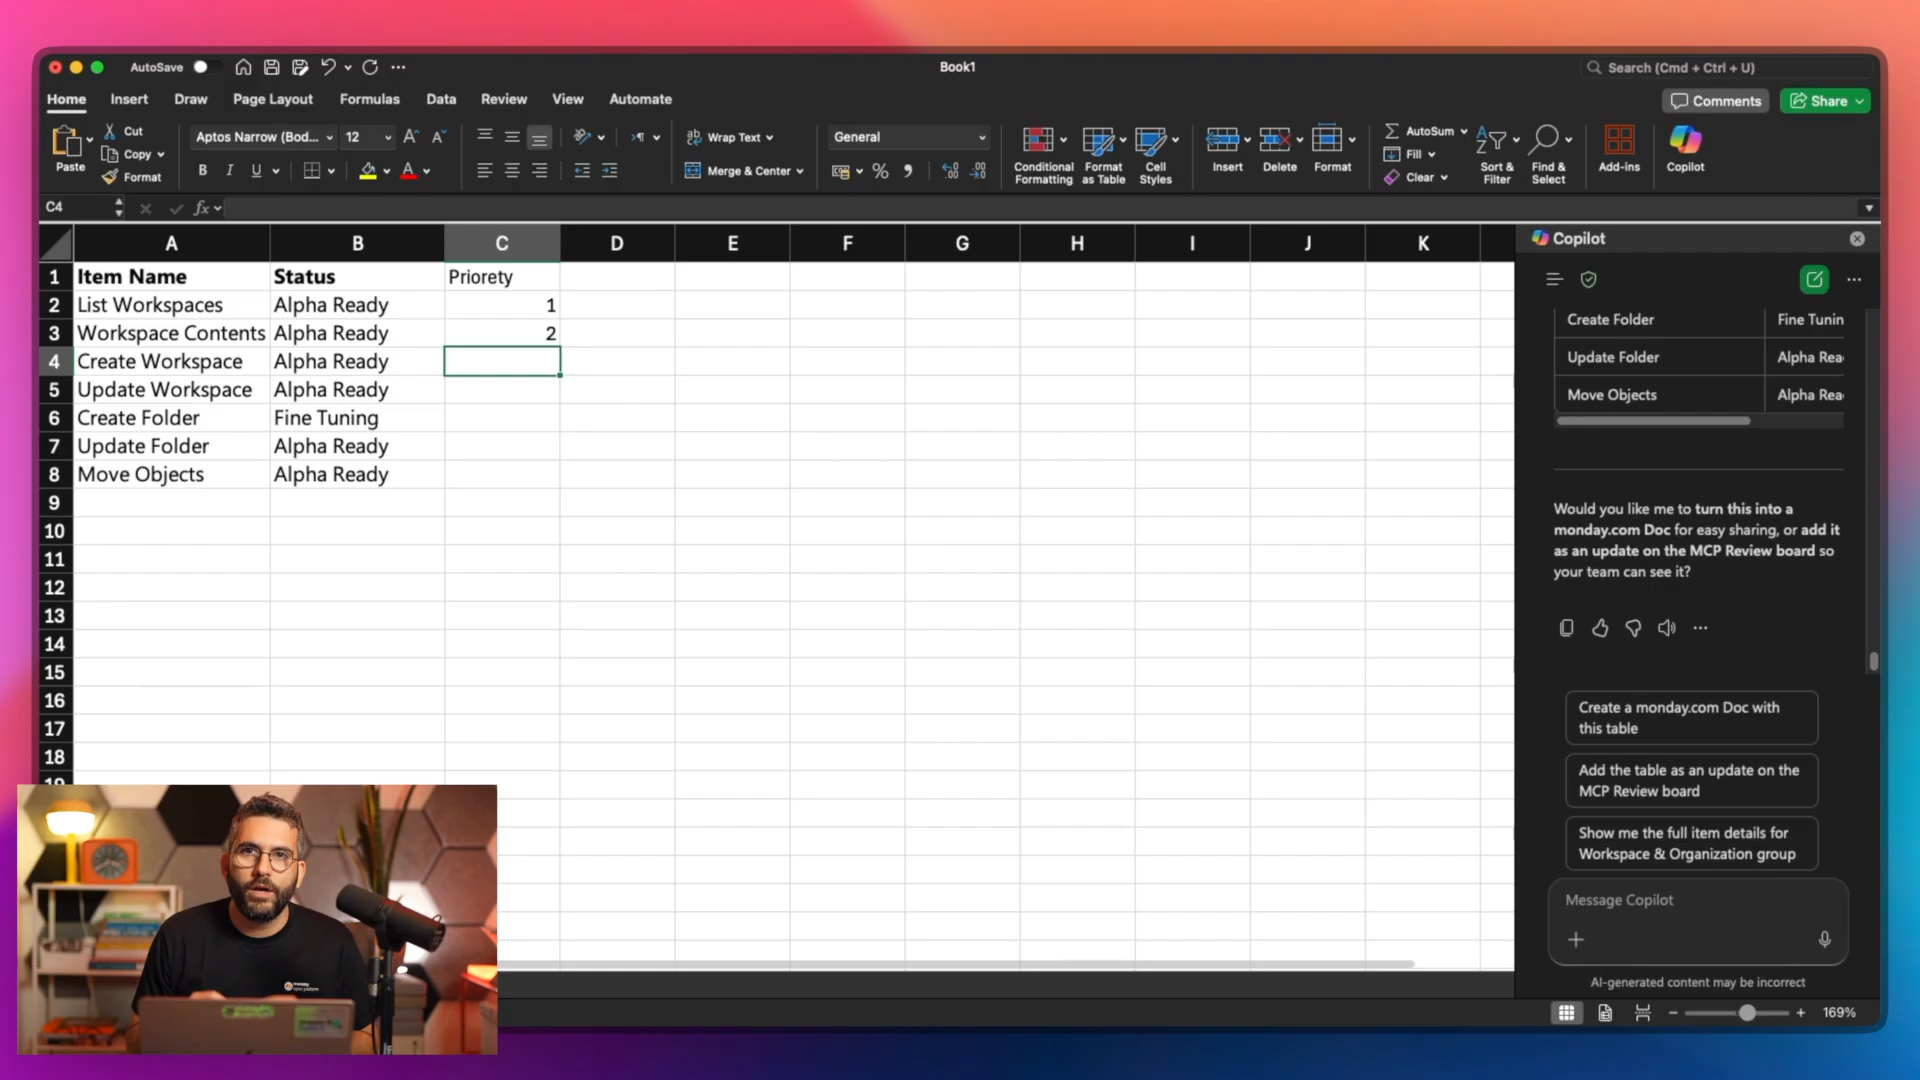 AutoSave
Book1
Search (Cmd + Ctrl + U)
Home Insert Draw Page Layout Formulas Data Review View Automate
Comments
Share
Paste
Cut
Copy
Format
Aptos Narrow (Bod...
12
B I U
Wrap Text
Merge & Center
General
Conditional Formatting
Format as Table
Cell Styles
Insert
Delete
Format
AutoSum
Fill
Clear
Sort & Filter
Find & Select
Add-ins
Copilot
C4
fx
A B C D E F G H I J K
1 Item Name Status Priorety
2 List Workspaces Alpha Ready 1
3 Workspace Contents Alpha Ready 2
4 Create Workspace Alpha Ready
5 Update Workspace Alpha Ready
6 Create Folder Fine Tuning
7 Update Folder Alpha Ready
8 Move Objects Alpha Ready
9
10
11
12
13
14
15
16
17
18
Copilot
Create Folder Fine Tunin
Update Folder Alpha Rea
Move Objects Alpha Rea
Would you like me to turn this into a
monday.com Doc for easy sharing, or add it
as an update on the MCP Review board so
your team can see it?
Create a monday.com Doc with
this table
Add the table as an update on the
MCP Review board
Show me the full item details for
Workspace & Organization group
Message Copilot
AI-generated content may be incorrect
169%
monday